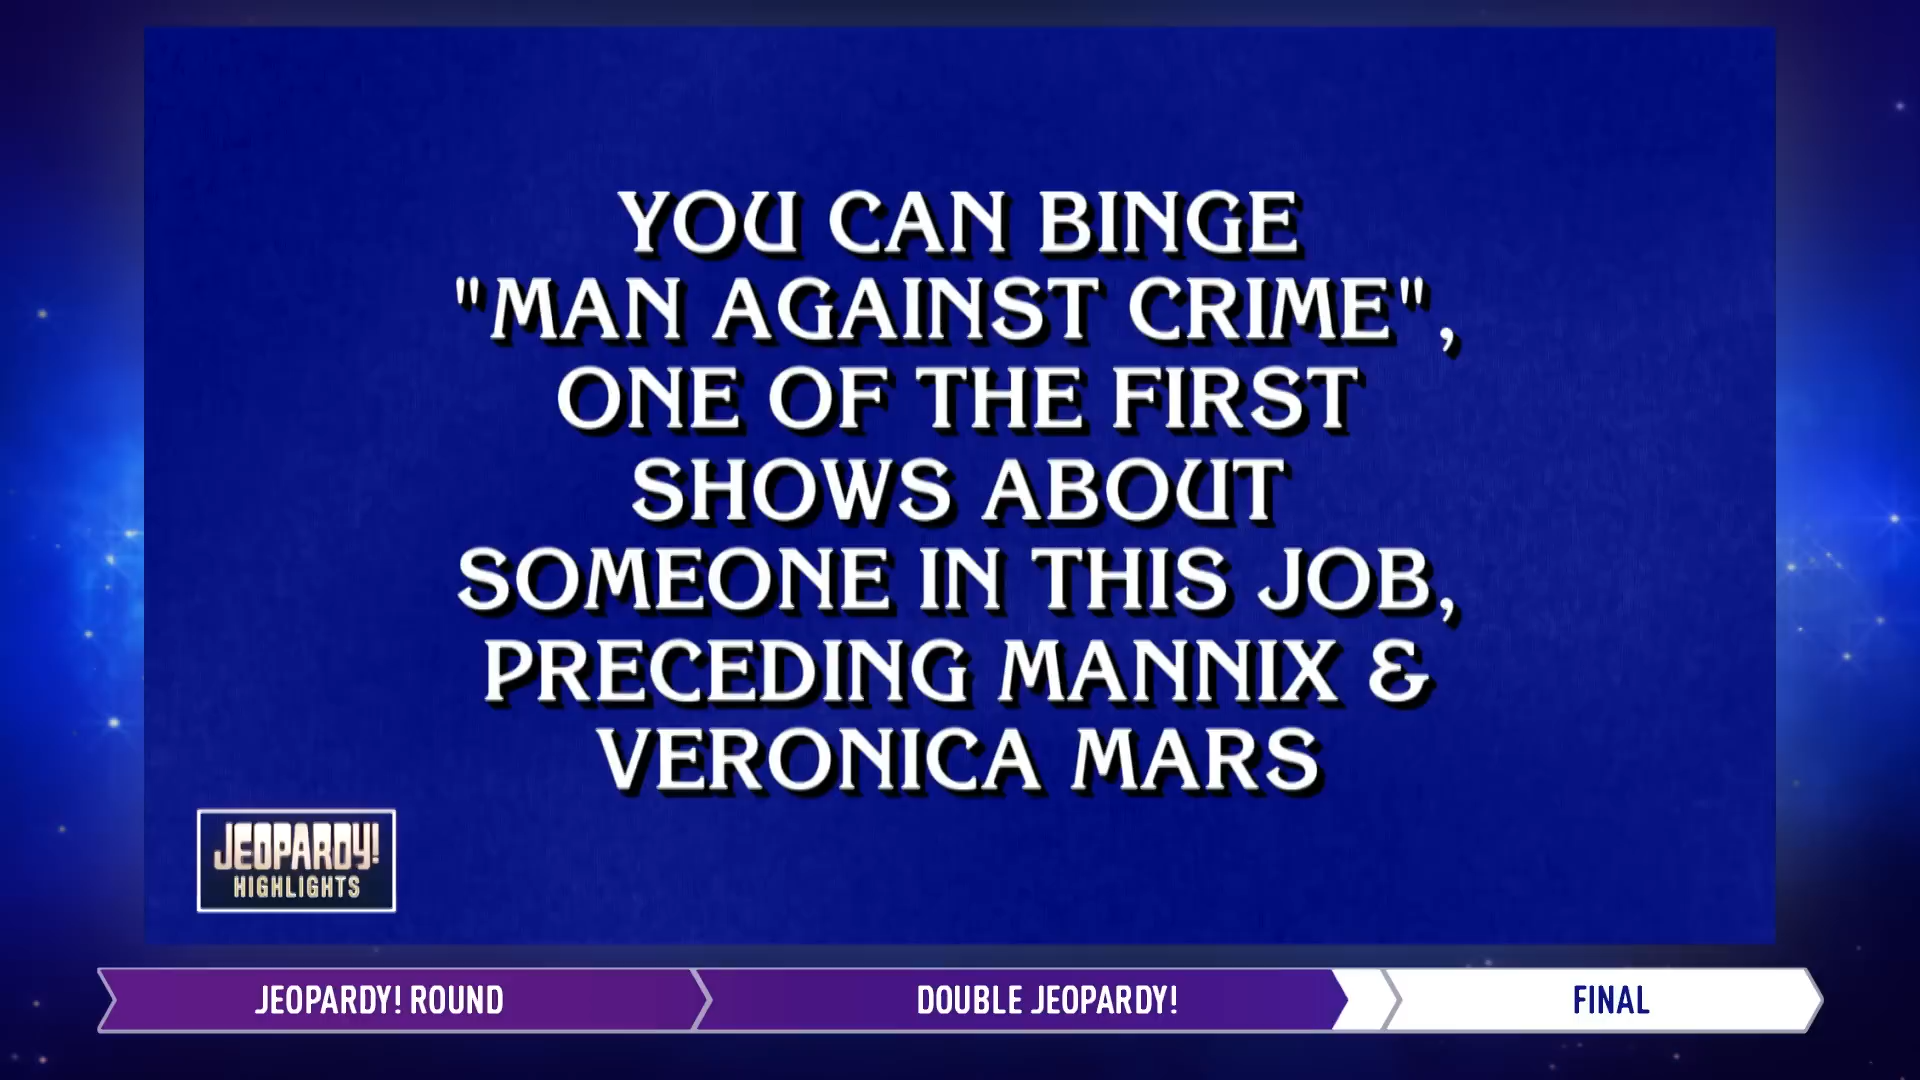 YOU CAN BINGE
"MAN AGAINST CRIME",
ONE OF THE FIRST
SHOWS ABOUT
SOMEONE IN THIS JOB,
PRECEDING MANNIX &
VERONICA MARS
JEOPARDY!
HIGHLIGHTS
JEOPARDY! ROUND
DOUBLE JEOPARDY!
FINAL